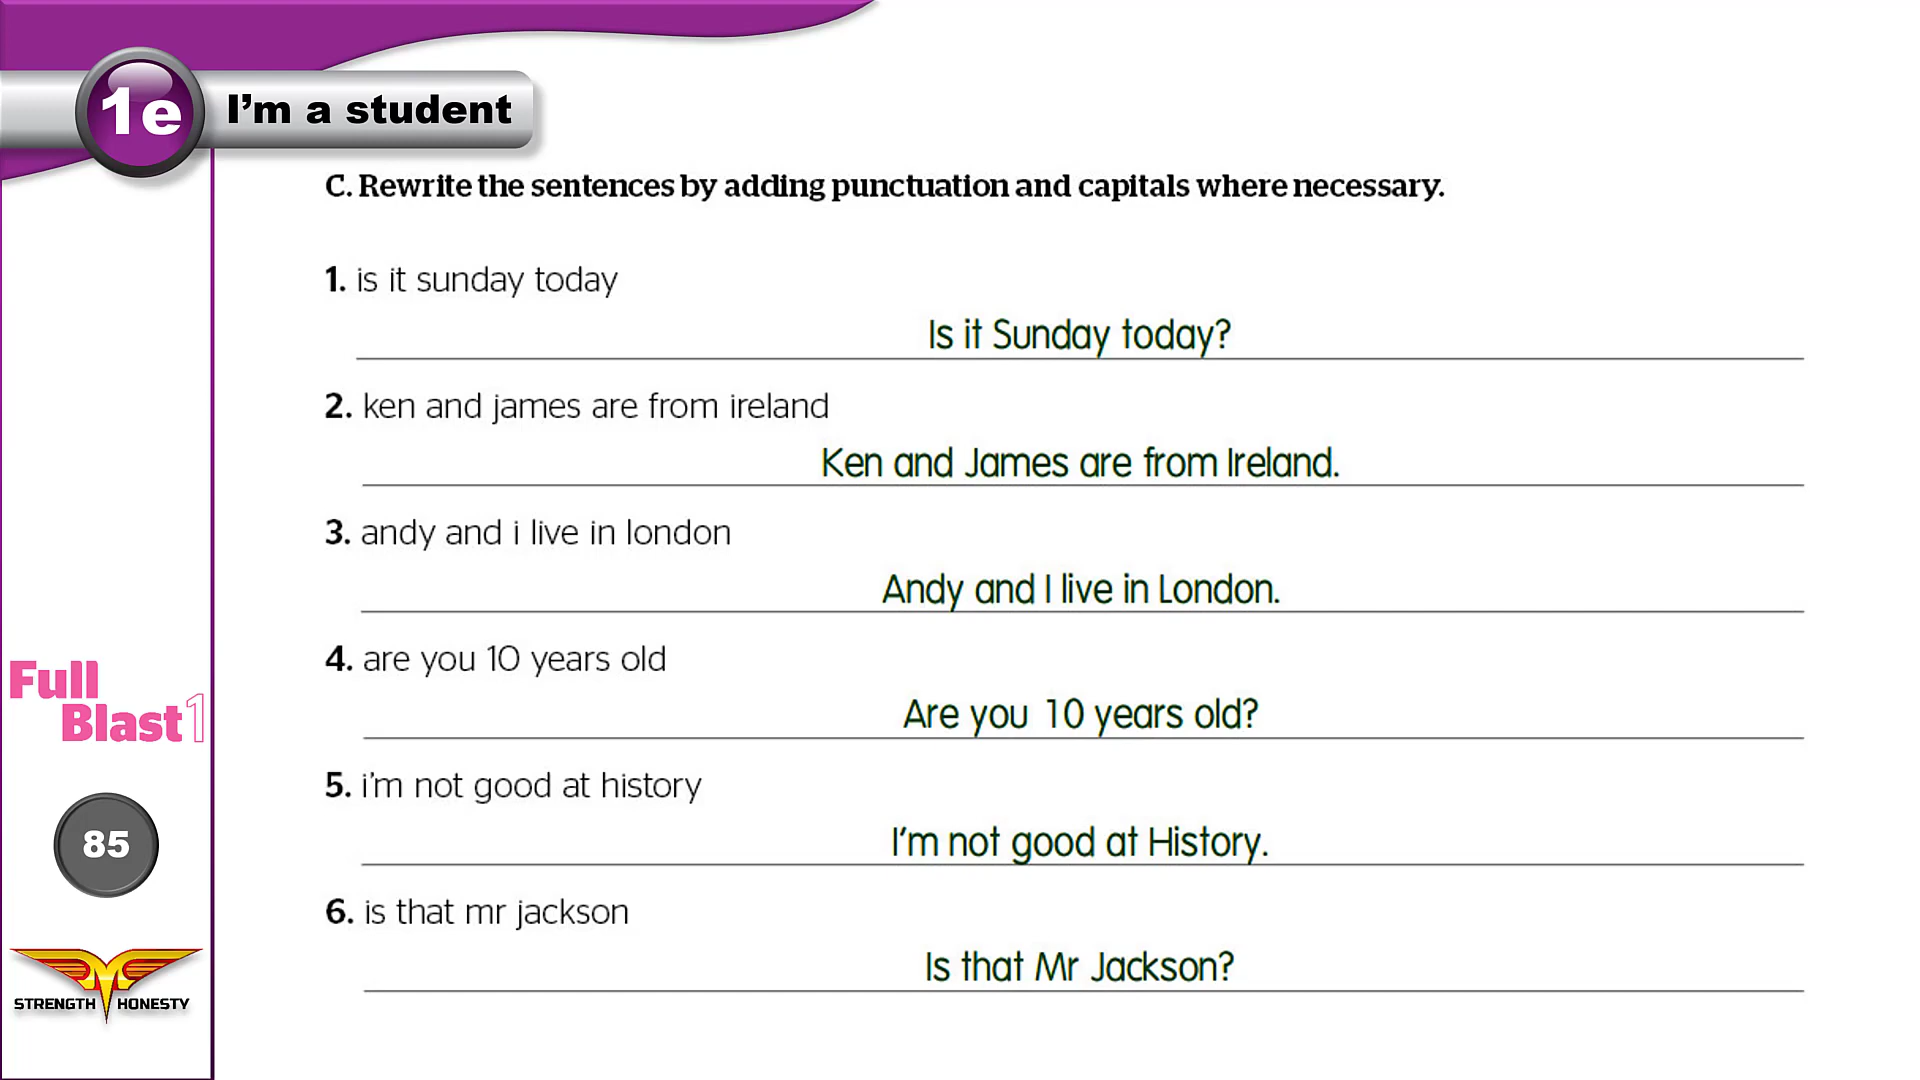 1e I'm a student
C. Rewrite the sentences by adding punctuation and capitals where necessary.
1. is it sunday today
Is it Sunday today?
2. ken and james are from ireland
Ken and James are from Ireland.
3. andy and i live in london
Andy and I live in London.
4. are you 10 years old
Are you 10 years old?
5. i'm not good at history
I'm not good at History.
6. is that mr jackson
Is that Mr Jackson?
Full
Blast 1
85
STRENGTH HONESTY